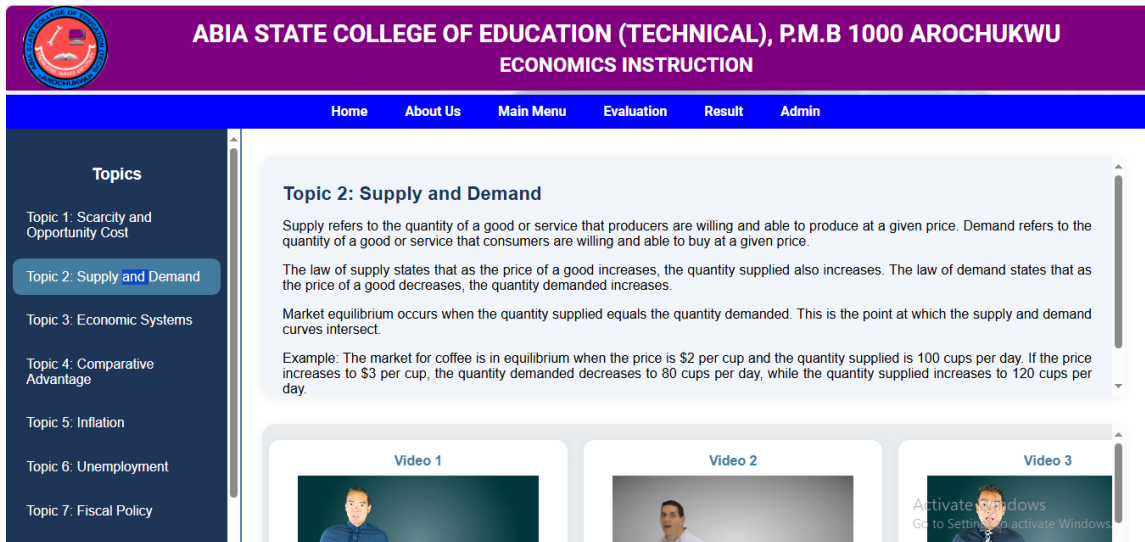 ABIA STATE COLLEGE OF EDUCATION (TECHNICAL), P.M.B 1000 AROCHUKWU
ECONOMICS INSTRUCTION
Home About Us Main Menu Evaluation Result Admin
Topics
Topic 1: Scarcity and
Opportunity Cost
Topic 2: Supply and Demand
Topic 3: Economic Systems
Topic 4: Comparative
Advantage
Topic 5: Inflation
Topic 6: Unemployment
Topic 7: Fiscal Policy
Topic 2: Supply and Demand
Supply refers to the quantity of a good or service that producers are willing and able to produce at a given price. Demand refers to the
quantity of a good or service that consumers are willing and able to buy at a given price.
The law of supply states that as the price of a good increases, the quantity supplied also increases. The law of demand states that as
the price of a good decreases, the quantity demanded increases.
Market equilibrium occurs when the quantity supplied equals the quantity demanded. This is the point at which the supply and demand
curves intersect.
Example: The market for coffee is in equilibrium when the price is $2 per cup and the quantity supplied is 100 cups per day. If the price
increases to $3 per cup, the quantity demanded decreases to 80 cups per day, while the quantity supplied increases to 120 cups per
day.
Video 1 Video 2 Video 3
Activate Windows
Go to Settings to activate Windows.